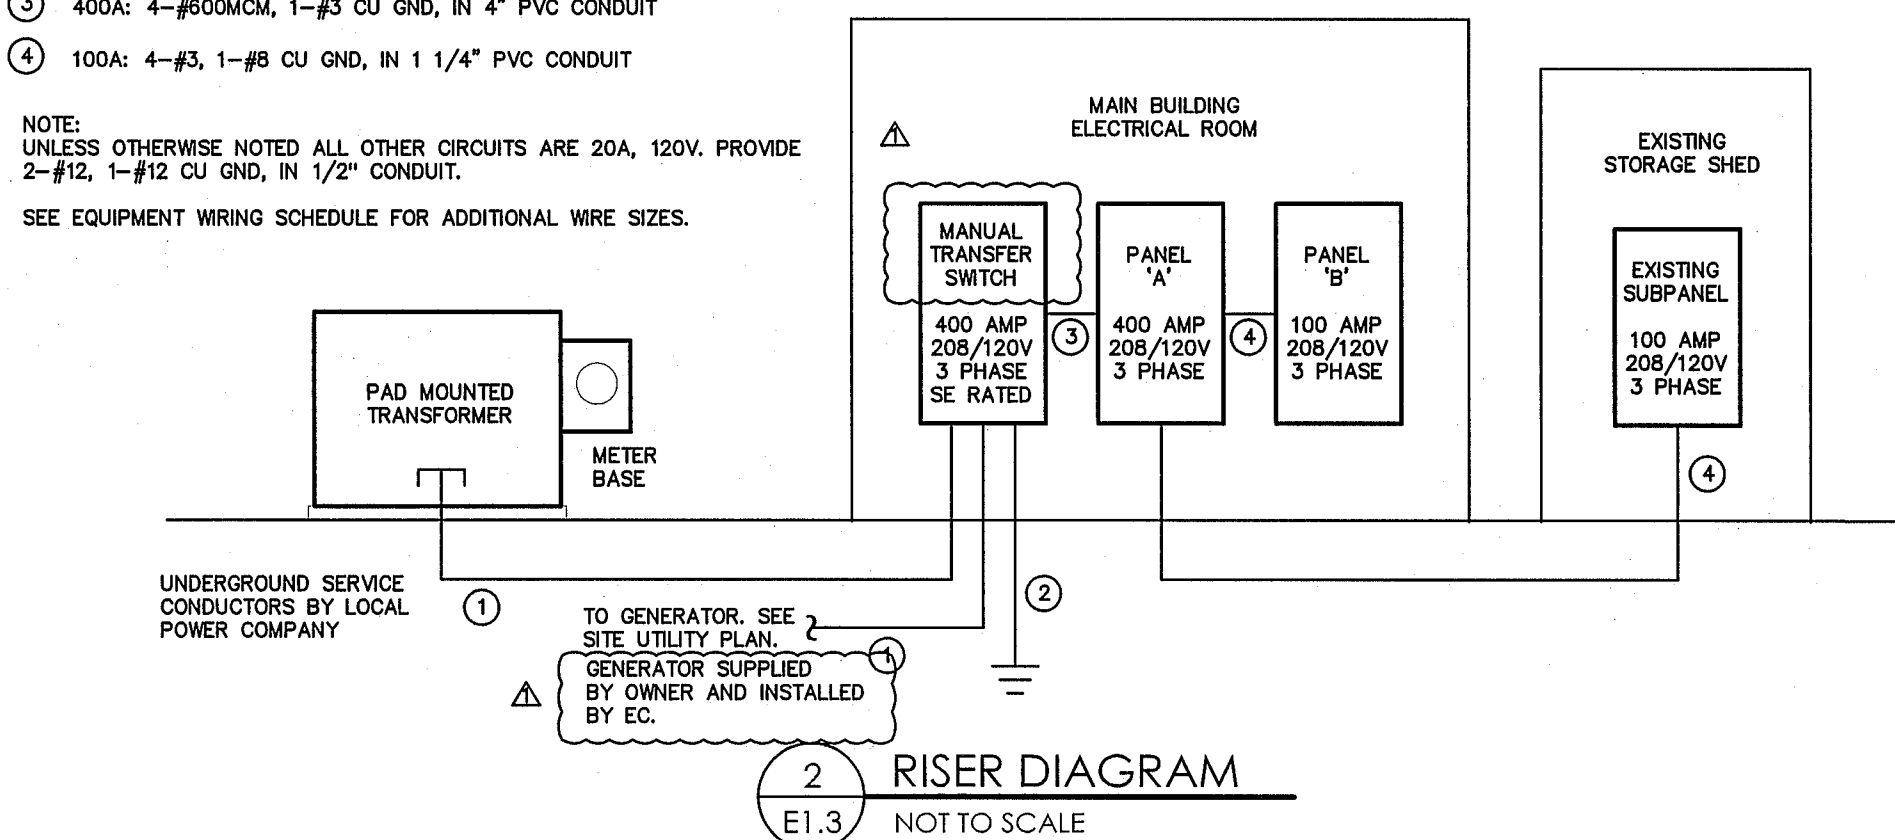 3 400A: 4-#600MCM, 1-#3 CU GND, IN 4" PVC CONDUIT
4 100A: 4-#3, 1-#8 CU GND, IN 1 1/4" PVC CONDUIT
NOTE:
UNLESS OTHERWISE NOTED ALL OTHER CIRCUITS ARE 20A, 120V. PROVIDE
2-#12, 1-#12 CU GND, IN 1/2" CONDUIT.
SEE EQUIPMENT WIRING SCHEDULE FOR ADDITIONAL WIRE SIZES.
MAIN BUILDING
ELECTRICAL ROOM
1
EXISTING
STORAGE SHED
MANUAL
TRANSFER
SWITCH
400 AMP
208/120V
3 PHASE
SE RATED
3
PANEL
'A'
400 AMP
208/120V
3 PHASE
4
PANEL
'B'
100 AMP
208/120V
3 PHASE
EXISTING
SUBPANEL
100 AMP
208/120V
3 PHASE
4
PAD MOUNTED
TRANSFORMER
METER
BASE
UNDERGROUND SERVICE
CONDUCTORS BY LOCAL
POWER COMPANY
1
2
TO GENERATOR. SEE
SITE UTILITY PLAN.
1
1
GENERATOR SUPPLIED
BY OWNER AND INSTALLED
BY EC.
2
E1.3
RISER DIAGRAM
NOT TO SCALE